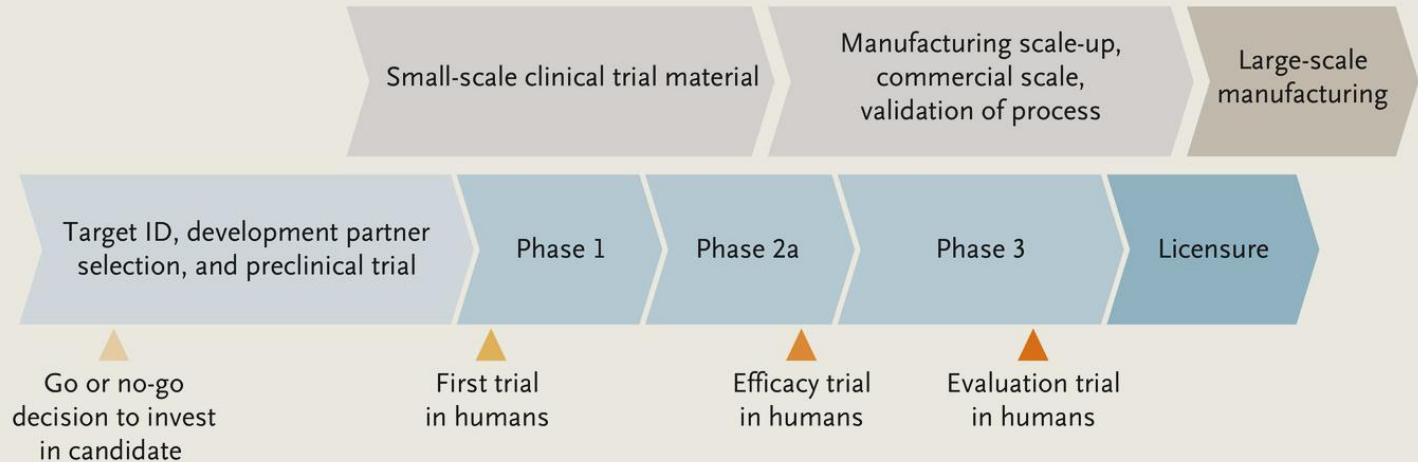 Small-scale clinical trial material
Manufacturing scale-up,
commercial scale,
validation of process
Large-scale
manufacturing
Target ID, development partner
selection, and preclinical trial
Phase 1
Phase 2a
Phase 3
Licensure
Go or no-go
decision to invest
in candidate
First trial
in humans
Efficacy trial
in humans
Evaluation trial
in humans